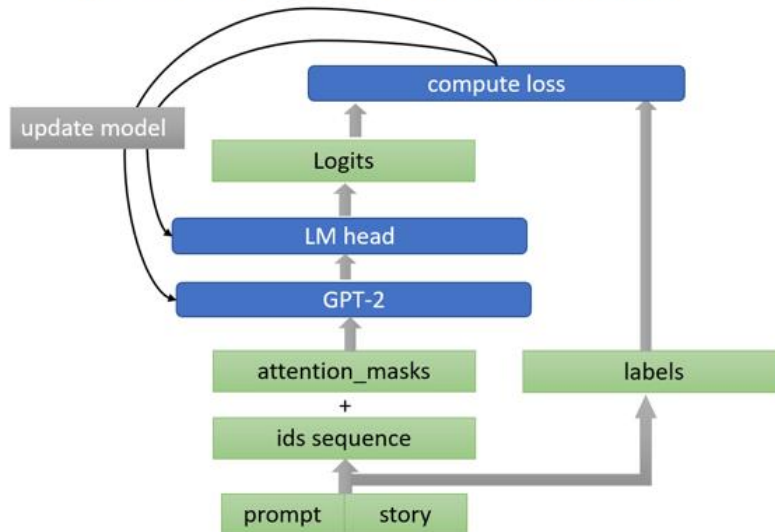 compute loss
update model
Logits
LM head
GPT-2
attention_masks
labels
+
ids sequence
prompt story